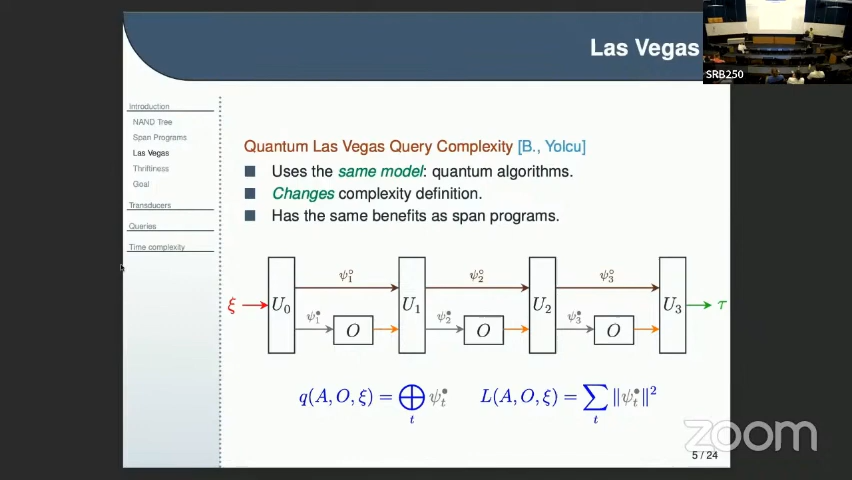 Las Vegas
SRB250
Introduction
NAND Tree
Span Programs
Las Vegas
Thriftiness
Goal
Transducers
Queries
Time complexity
Quantum Las Vegas Query Complexity [B., Yolcu]
Uses the same model: quantum algorithms.
Changes complexity definition.
Has the same benefits as span programs.
ψ₁° ψ₂° ψ₃°
ξ U₀ U₁ U₂ U₃ τ
ψ₁• O ψ₂• O ψ₃• O
q(A, O, ξ) = ⊕ₜ ψₜ• L(A, O, ξ) = ∑ₜ ‖ψₜ•‖²
zoom
5 / 24